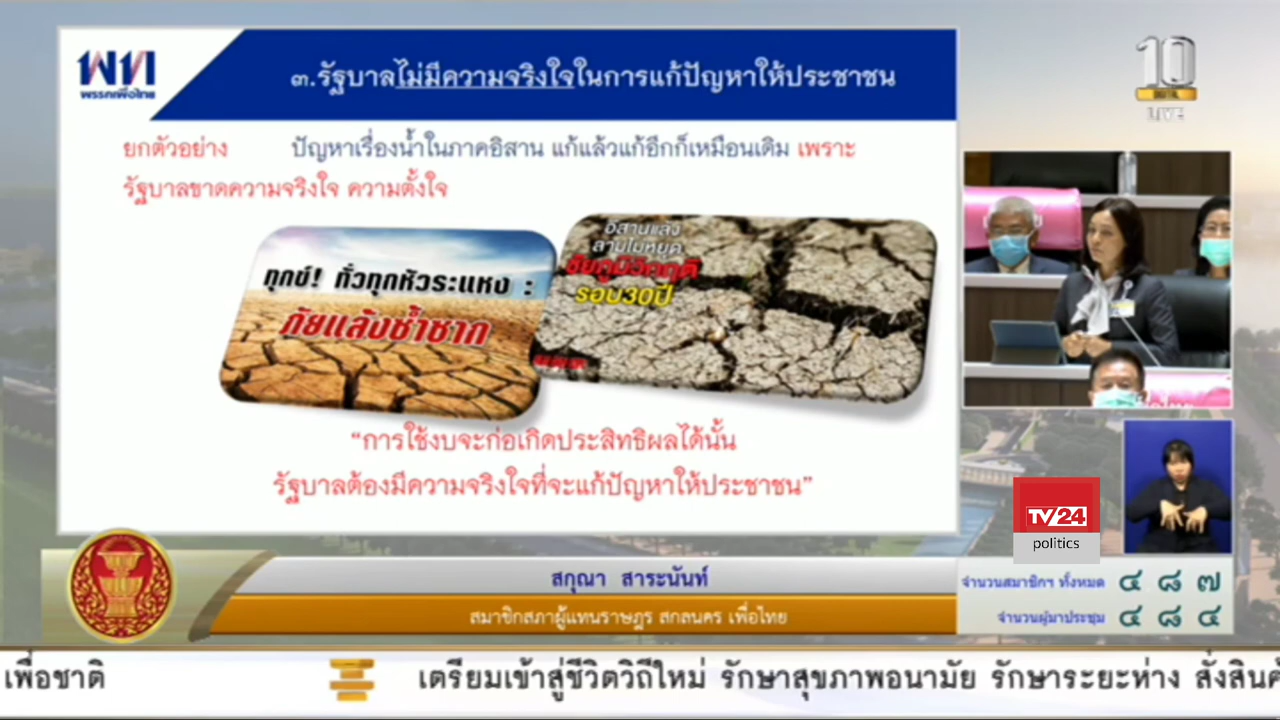 พท
พรรคเพื่อไทย
๓.รัฐบาลไม่มีความจริงใจในการแก้ปัญหาให้ประชาชน
10
DIGITAL
LIVE
ยกตัวอย่าง ปัญหาเรื่องน้ำในภาคอิสาน แก้แล้วแก้อีกก็เหมือนเดิม เพราะ
รัฐบาลขาดความจริงใจ ความตั้งใจ
ทุกข์! ทั่วทุกหัวระแหง :
ภัยแล้งซ้ำซาก
อีสานแล้ง
ลามไม่หยุด
ชัยภูมิวิกฤติ
รอบ30ปี
“การใช้งบจะก่อเกิดประสิทธิผลได้นั้น
รัฐบาลต้องมีความจริงใจที่จะแก้ปัญหาให้ประชาชน”
TV/24
politics
สกุณา สาระนันท์
สมาชิกสภาผู้แทนราษฎร สกลนคร เพื่อไทย
จำนวนสมาชิกฯ ทั้งหมด ๔ ๘ ๗
จำนวนผู้มาประชุม ๔ ๘ ๔
เพื่อชาติ เตรียมเข้าสู่ชีวิตวิถีใหม่ รักษาสุขภาพอนามัย รักษาระยะห่าง สั่งสินค้